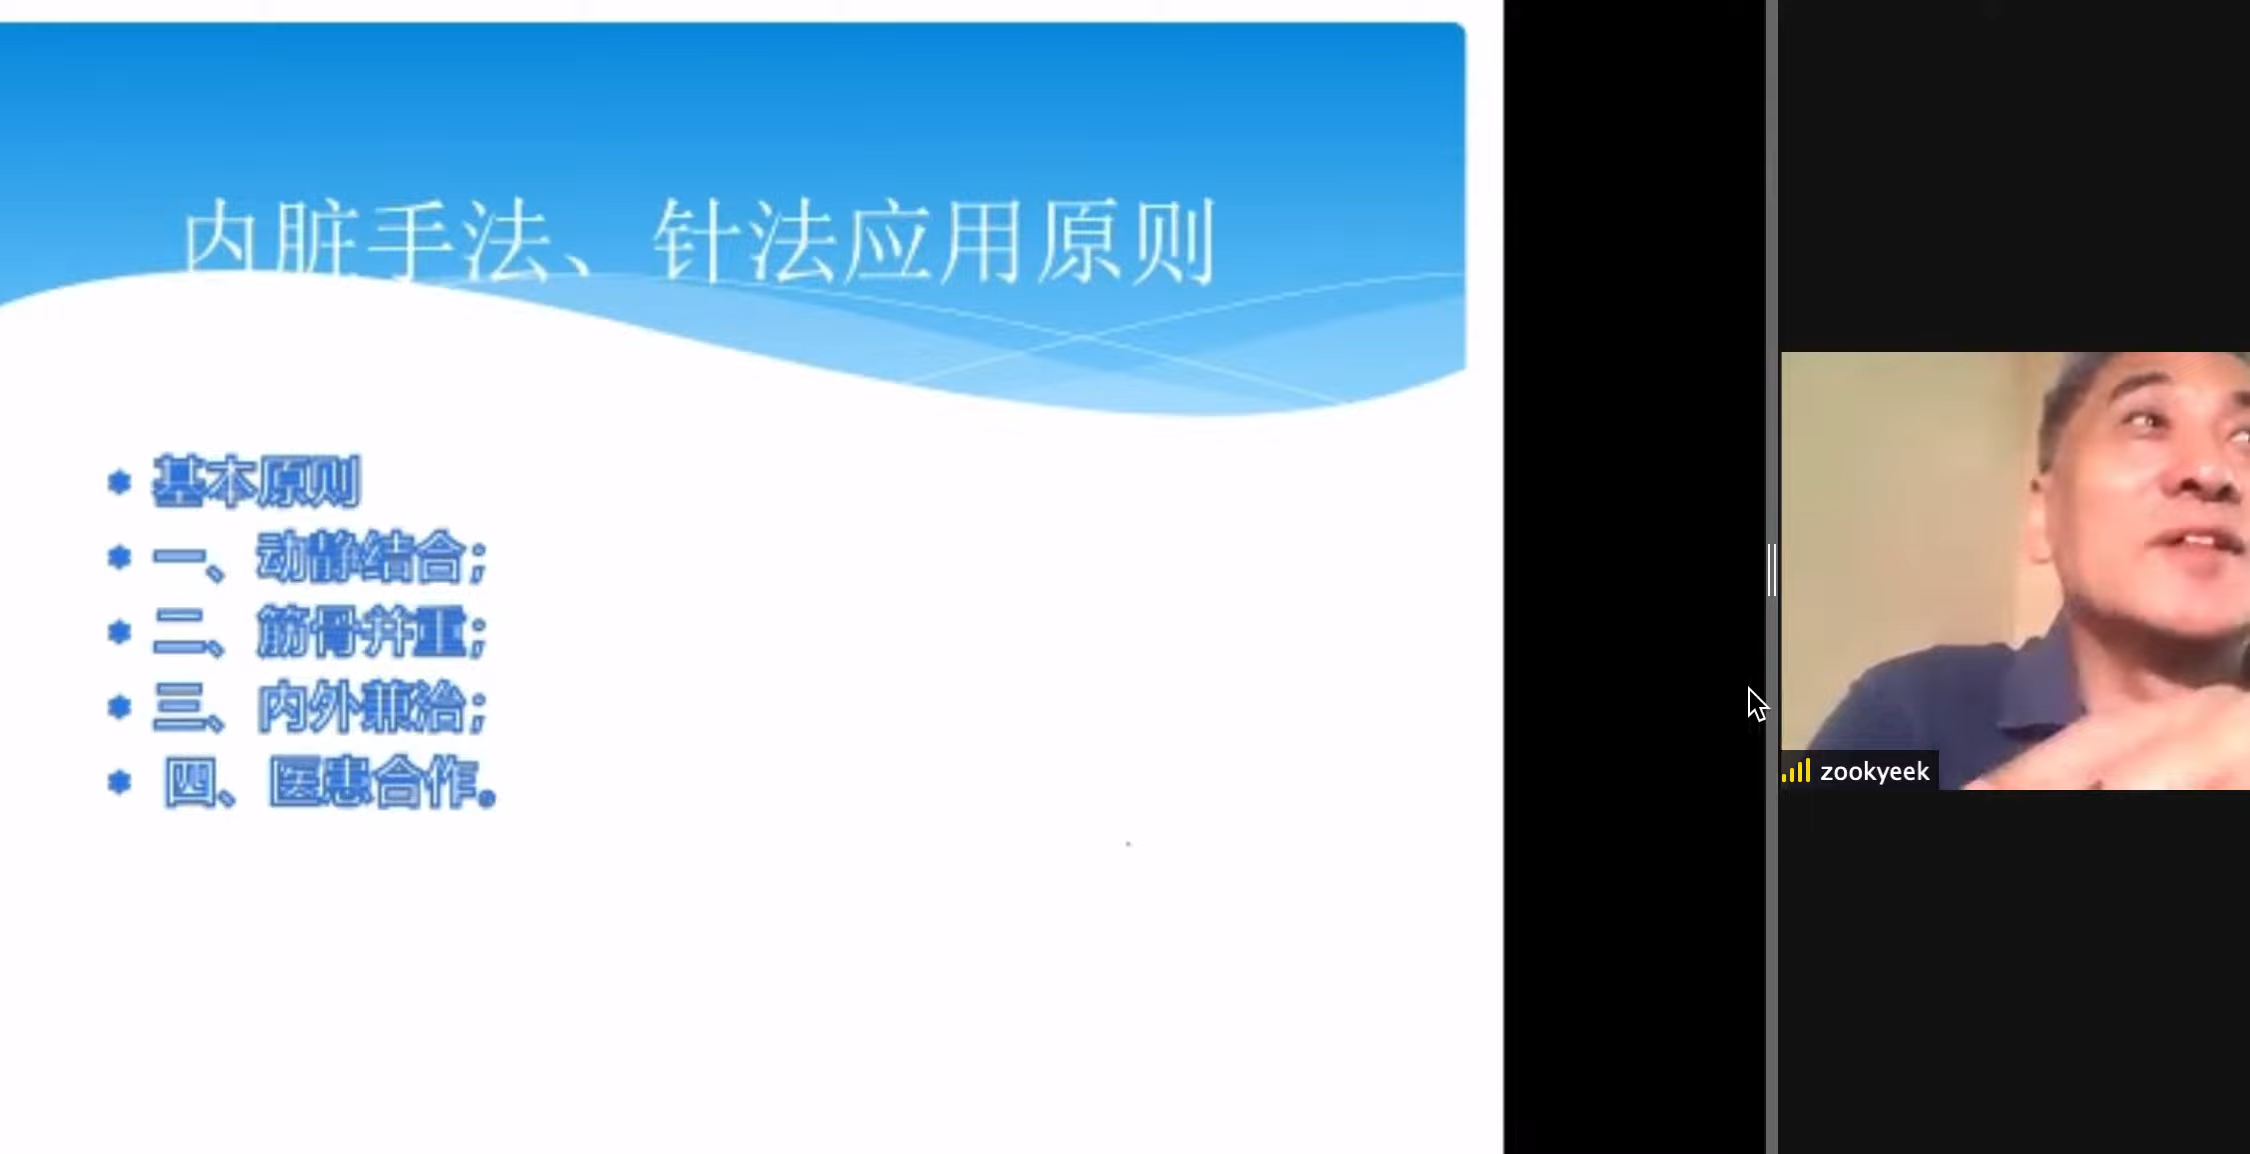 内脏手法、针法应用原则
基本原则
一、动静结合；
二、筋骨并重；
三、内外兼治；
四、医患合作。
zookyeek